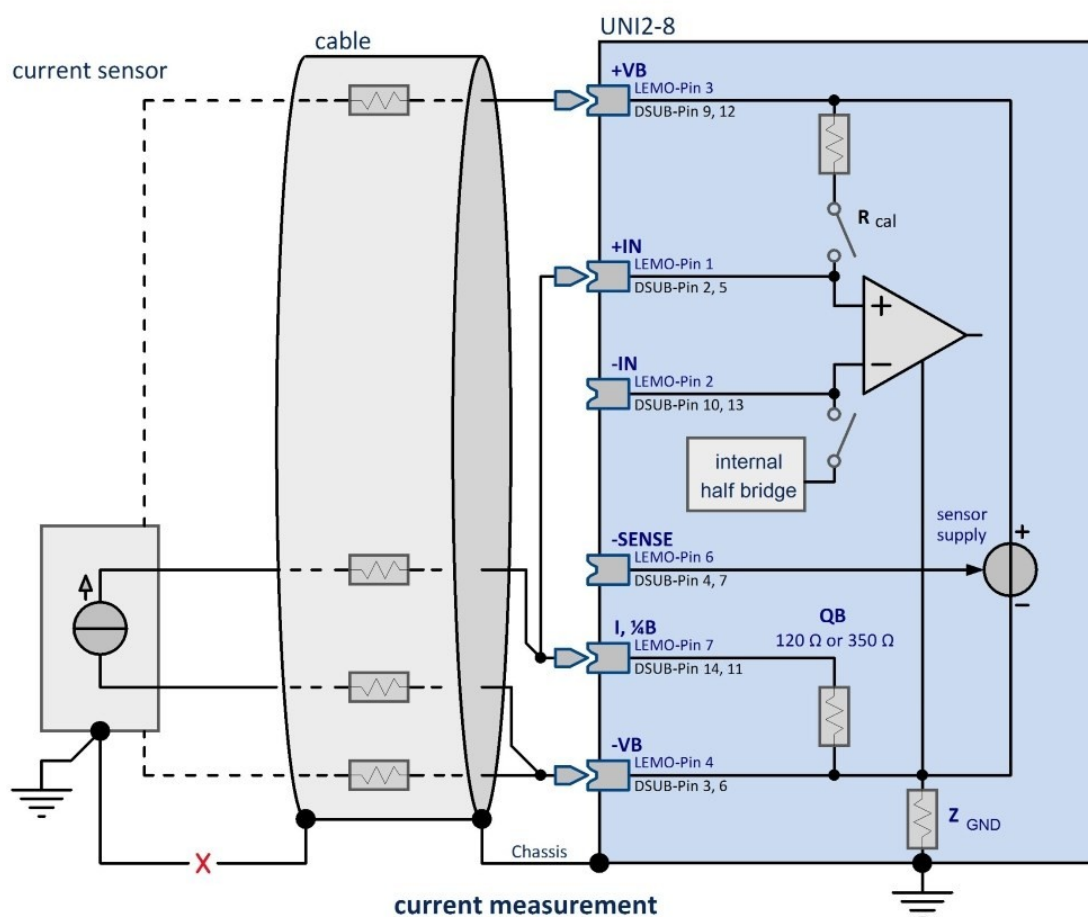 UNI2-8
cable
current sensor
+VB
LEMO-Pin 3
DSUB-Pin 9, 12
R cal
+IN
LEMO-Pin 1
DSUB-Pin 2, 5
+
-IN
LEMO-Pin 2
DSUB-Pin 10, 13
−
internal
half bridge
sensor
supply
+
−
-SENSE
LEMO-Pin 6
DSUB-Pin 4, 7
I, ¼B
LEMO-Pin 7
DSUB-Pin 14, 11
QB
120 Ω or 350 Ω
-VB
LEMO-Pin 4
DSUB-Pin 3, 6
Z GND
X
Chassis
current measurement